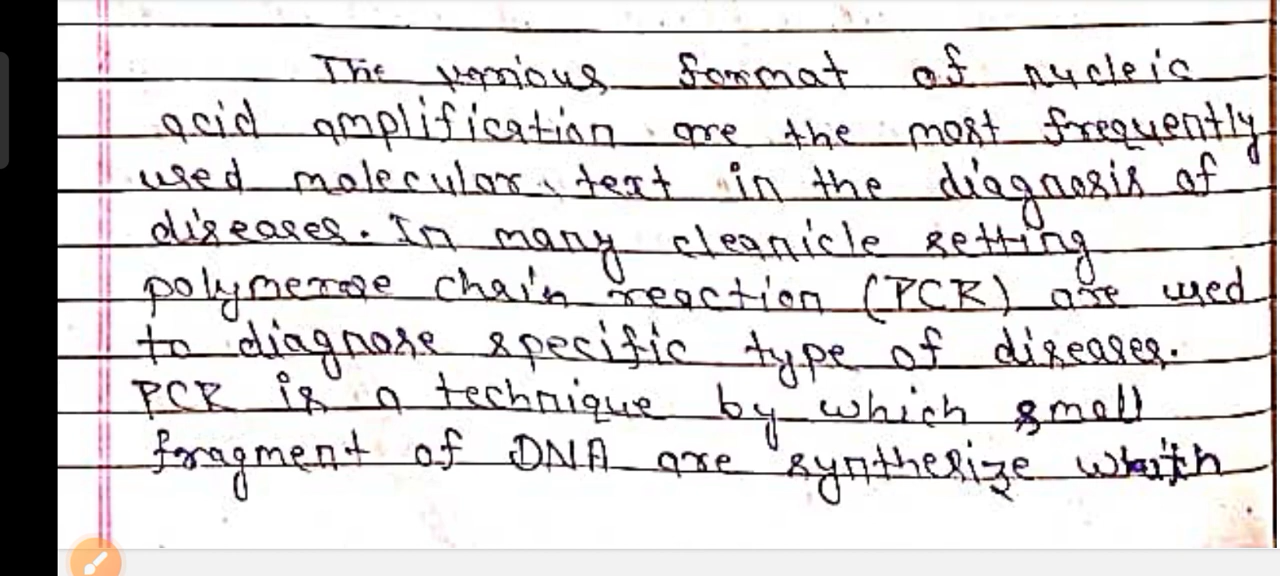 The various format of nucleic
acid amplification are the most frequently
used molecular text in the diagnosis of
diseases. In many cleanicle setting
polymerase chain reaction (PCR) are used
to diagnose specific type of diseases.
PCR is a technique by which small
fragment of DNA are synthesize with